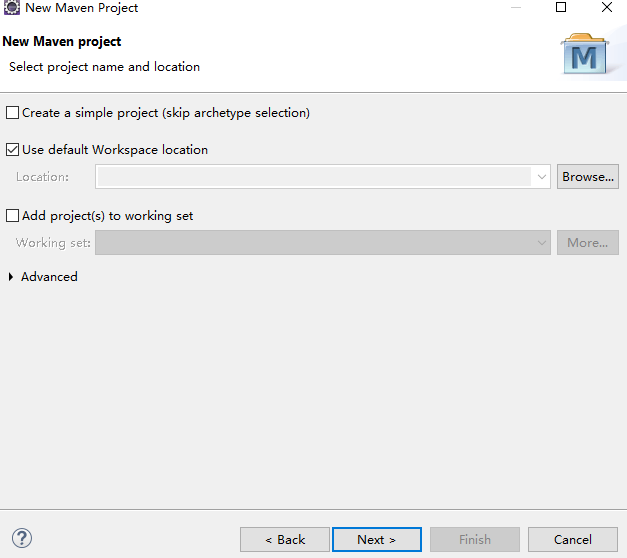 New Maven Project
New Maven project
Select project name and location
M
Create a simple project (skip archetype selection)
Use default Workspace location
Location:
Browse...
Add project(s) to working set
Working set:
More...
Advanced
?
< Back
Next >
Finish
Cancel